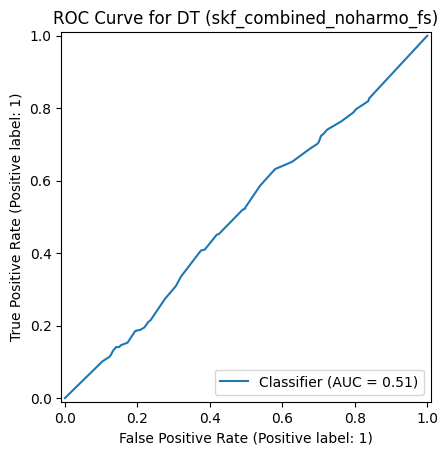 ROC Curve for DT (skf_combined_noharmo_fs)
True Positive Rate (Positive label: 1)
1.0
0.8
0.6
0.4
0.2
0.0
Classifier (AUC = 0.51)
0.0 0.2 0.4 0.6 0.8 1.0
False Positive Rate (Positive label: 1)